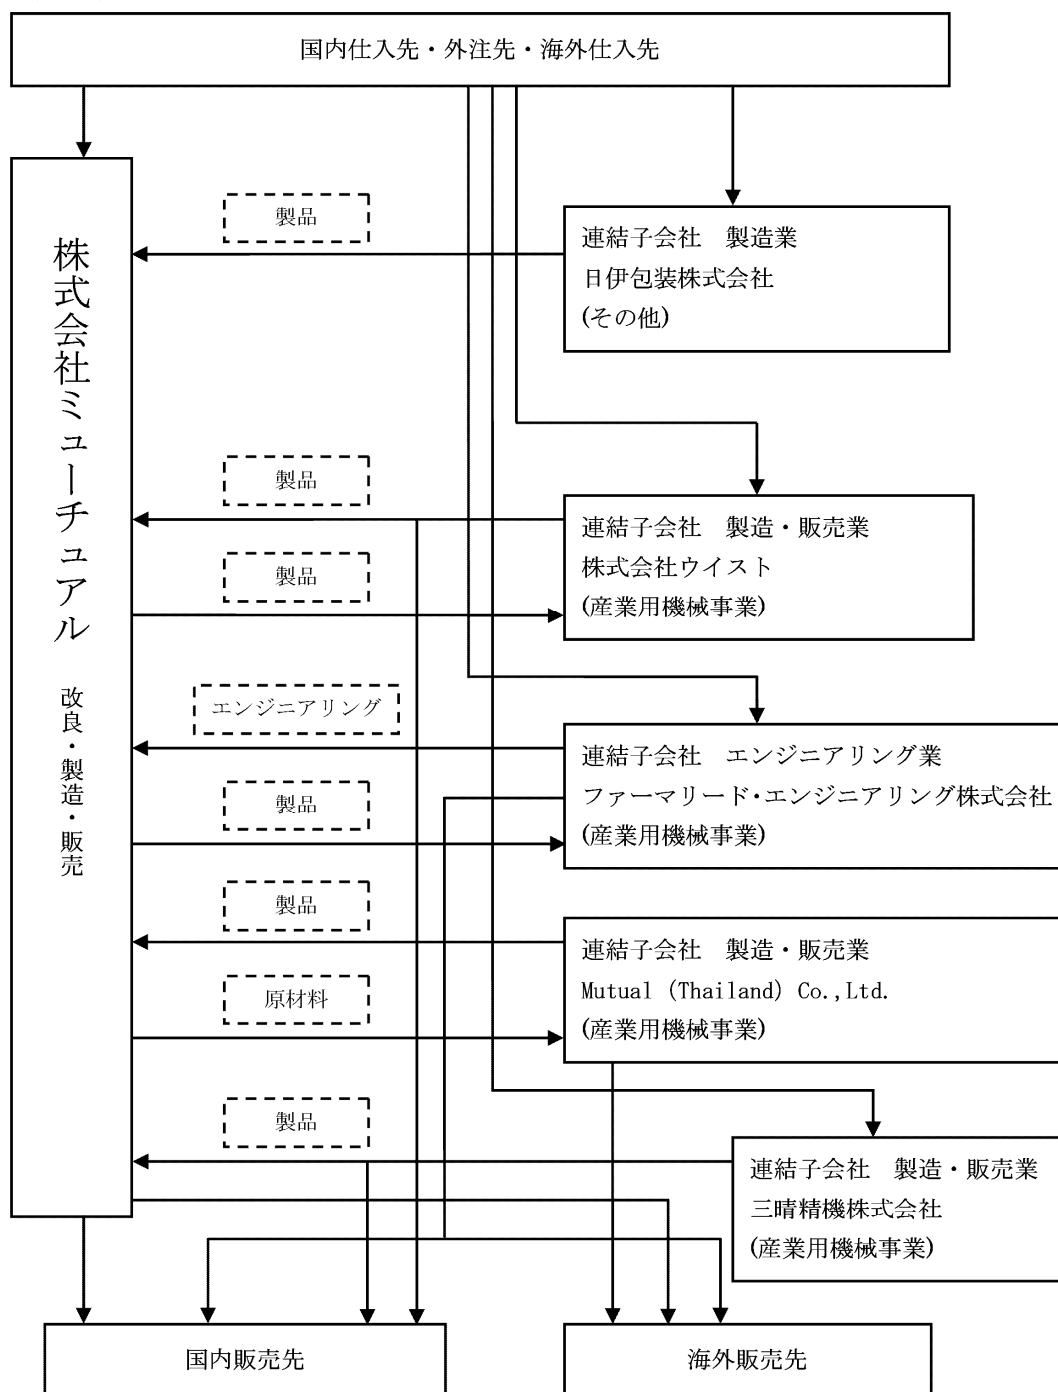 国内仕入先・外注先・海外仕入先
株式会社ミューチュアル 改良・製造・販売
製品
連結子会社 製造業
日伊包装株式会社
(その他)
製品
製品
連結子会社 製造・販売業
株式会社ウイスト
(産業用機械事業)
エンジニアリング
製品
連結子会社 エンジニアリング業
ファーマリード・エンジニアリング株式会社
(産業用機械事業)
製品
原材料
連結子会社 製造・販売業
Mutual (Thailand) Co.,Ltd.
(産業用機械事業)
製品
連結子会社 製造・販売業
三晴精機株式会社
(産業用機械事業)
国内販売先
海外販売先